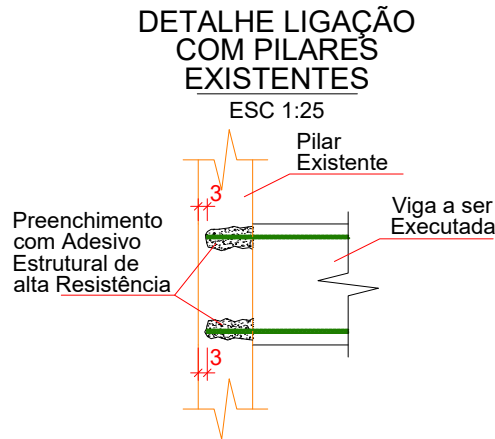 DETALHE LIGAÇÃO
COM PILARES
EXISTENTES
ESC 1:25
Pilar
Existente
3
Viga a ser
Executada
Preenchimento
com Adesivo
Estrutural de
alta Resistência
3